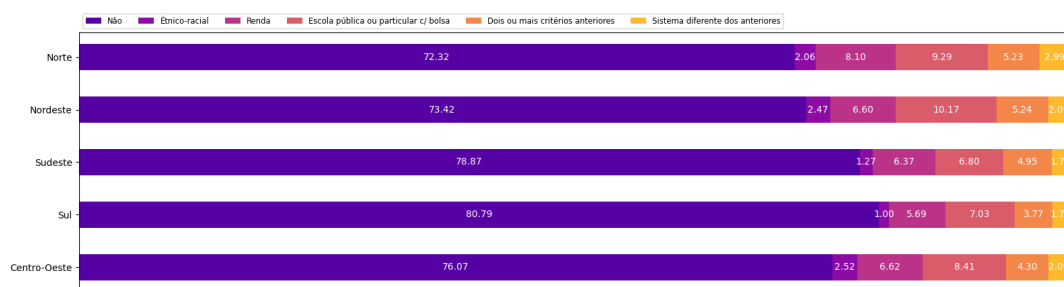 Não Étnico-racial Renda Escola pública ou particular c/ bolsa Dois ou mais critérios anteriores Sistema diferente dos anteriores
Norte 72.32 2.06 8.10 9.29 5.23 2.99
Nordeste 73.42 2.47 6.60 10.17 5.24
Sudeste 78.87 1.27 6.37 6.80 4.95
Sul 80.79 1.00 5.69 7.03 3.77
Centro-Oeste 76.07 2.52 6.62 8.41 4.30